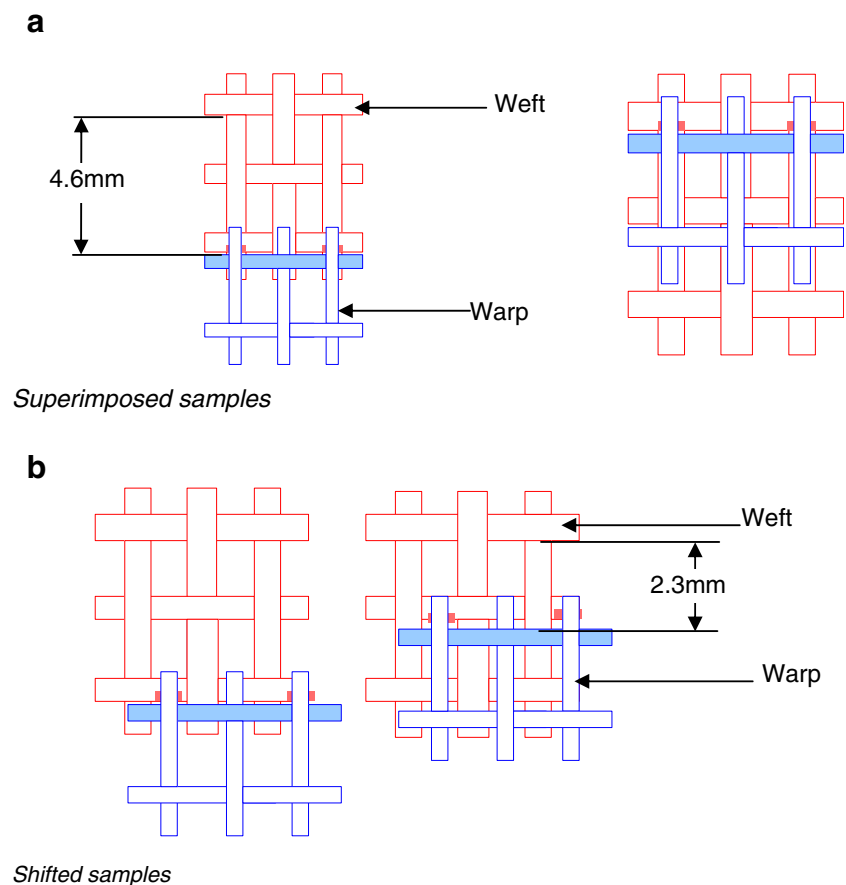 a
Weft
4.6mm
Warp
Superimposed samples
b
Weft
2.3mm
Warp
Shifted samples